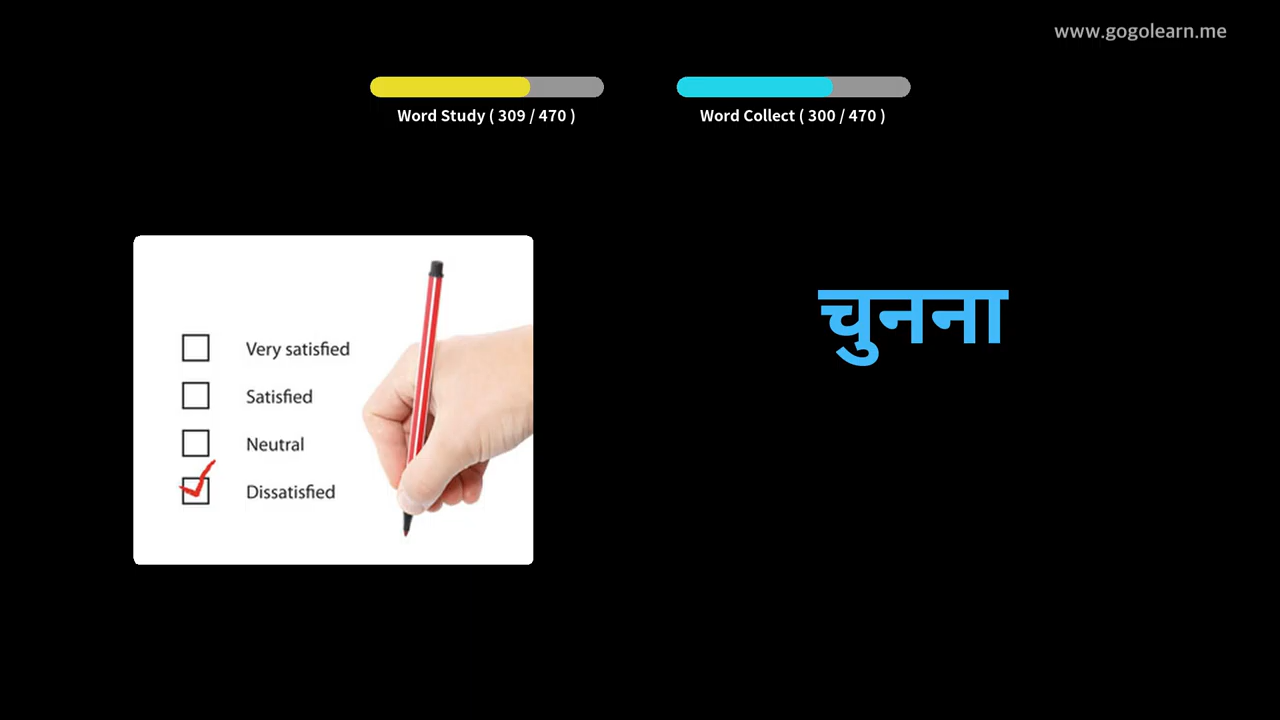 www.gogolearn.me
Word Study ( 309 / 470 )
Word Collect ( 300 / 470 )
Very satisfied
Satisfied
Neutral
Dissatisfied
चुनना